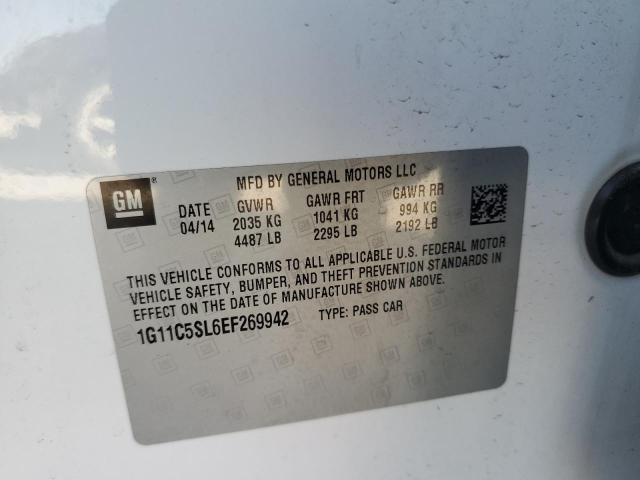 GM® MFD BY GENERAL MOTORS LLC
DATE GVWR GAWR FRT GAWR RR
04/14 2035 KG 1041 KG 994 KG
4487 LB 2295 LB 2192 LB
THIS VEHICLE CONFORMS TO ALL APPLICABLE U.S. FEDERAL MOTOR
VEHICLE SAFETY, BUMPER, AND THEFT PREVENTION STANDARDS IN
EFFECT ON THE DATE OF MANUFACTURE SHOWN ABOVE.
1G11C5SL6EF269942 TYPE: PASS CAR